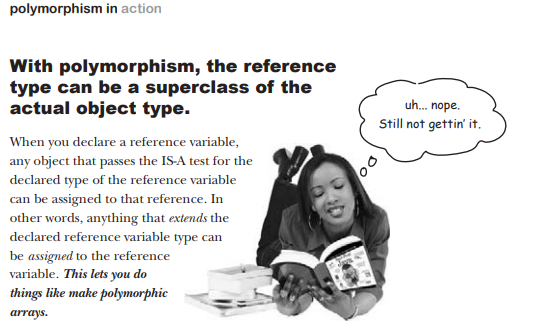 polymorphism in action
With polymorphism, the reference
type can be a superclass of the
actual object type.
uh... nope.
Still not gettin' it.
When you declare a reference variable,
any object that passes the IS-A test for the
declared type of the reference variable
can be assigned to that reference. In
other words, anything that extends the
declared reference variable type can
be assigned to the reference
variable. This lets you do
things like make polymorphic
arrays.